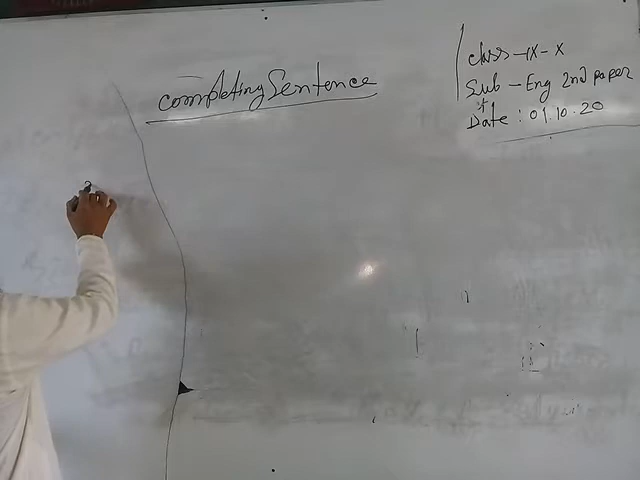 Completing Sentence
Class - IX - X
Sub - Eng 2nd paper
Date : 01.10.20